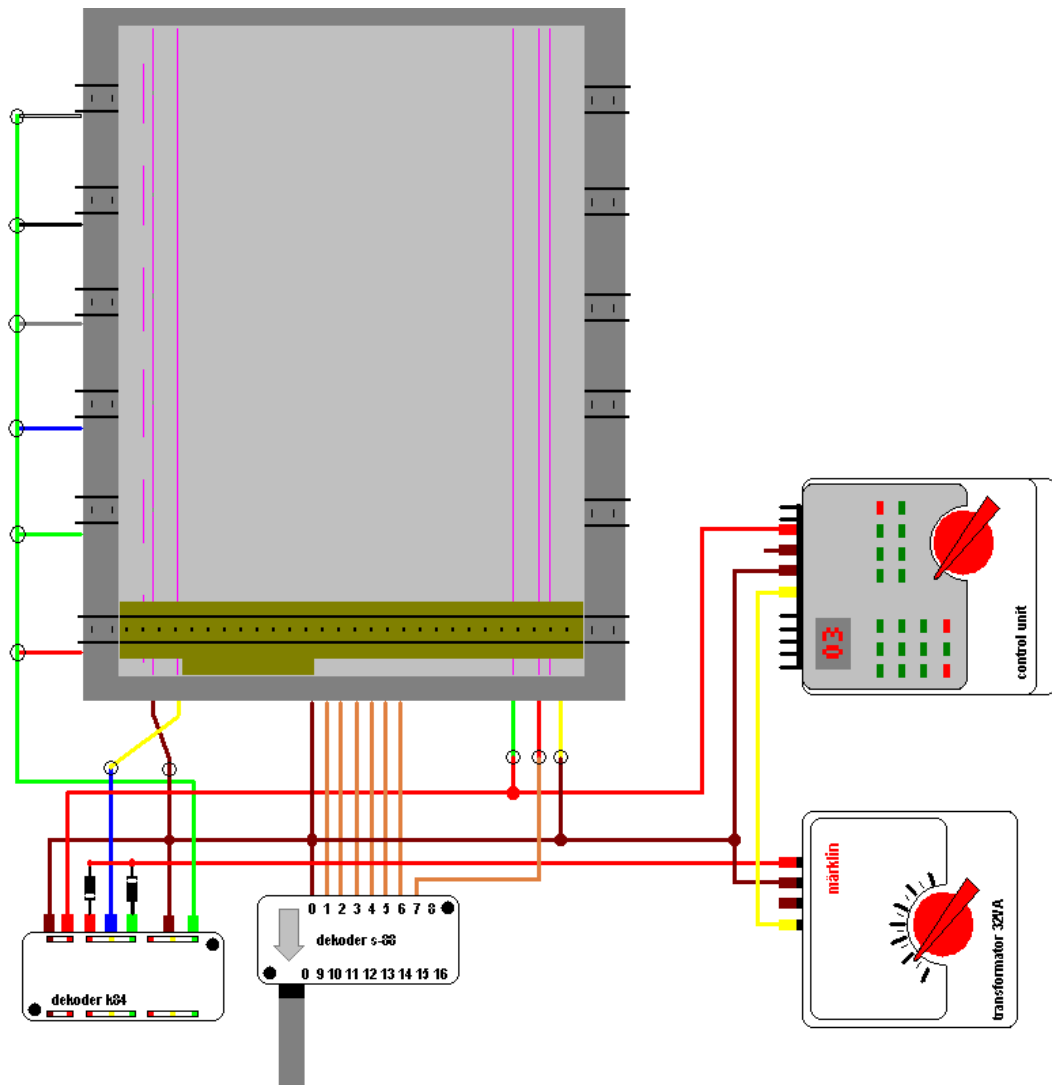 03
control unit
märklin
transformator 32VA
0 1 2 3 4 5 6 7 8
dekoder s-88
0 9 10 11 12 13 14 15 16
dekoder k84